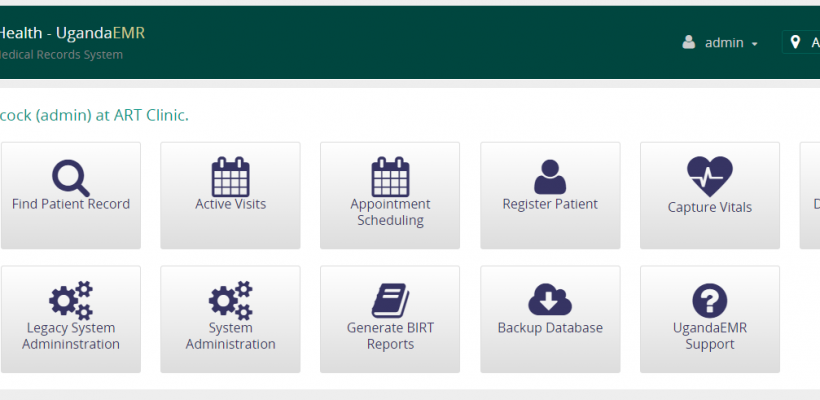 Health - UgandaEMR
Medical Records System
admin
A
cock (admin) at ART Clinic.
Find Patient Record
Active Visits
Appointment
Scheduling
Register Patient
Capture Vitals
D
Legacy System
Admininstration
System
Administration
Generate BIRT
Reports
Backup Database
UgandaEMR
Support